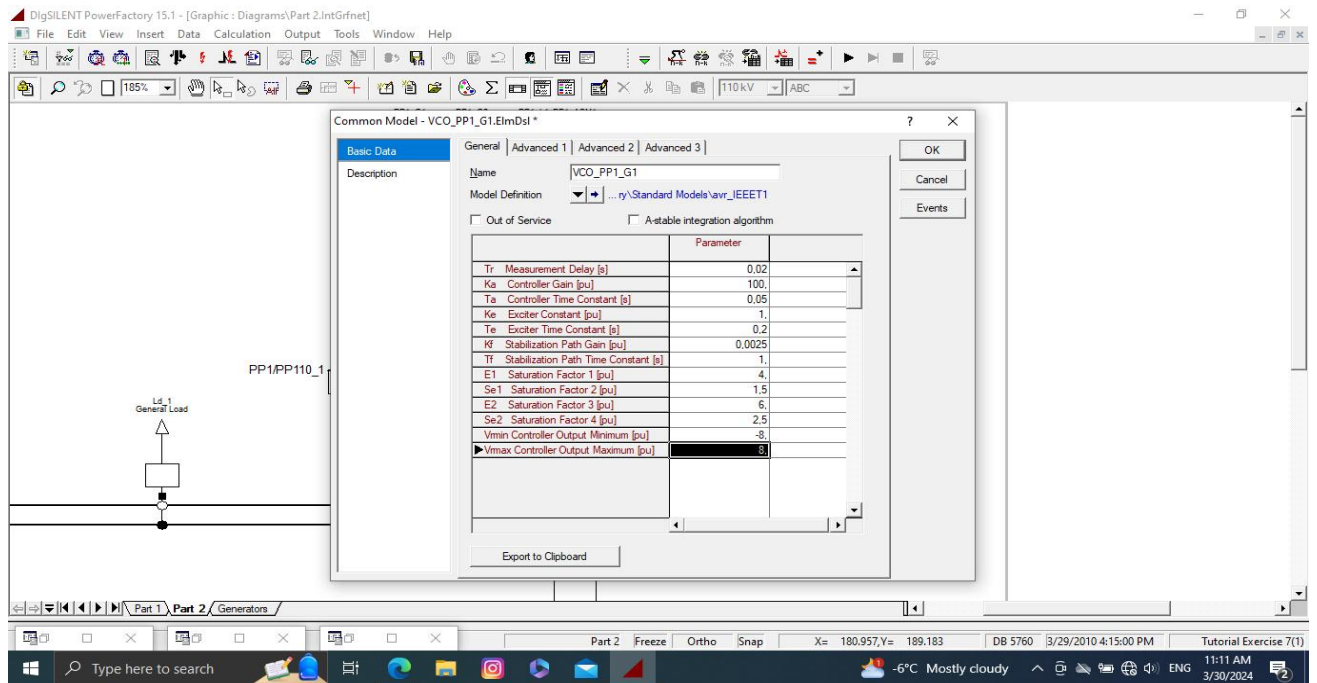 DIgSILENT PowerFactory 15.1 - [Graphic : Diagrams\Part 2.IntGrfnet]
File Edit View Insert Data Calculation Output Tools Window Help
185%
110 kV
ABC
Common Model - VCO_PP1_G1.ElmDsl * ? ×
Basic Data
Description
General Advanced 1 Advanced 2 Advanced 3
Name VCO_PP1_G1
Model Definition ... ry\Standard Models\avr_IEEET1
Out of Service A-stable integration algorithm
Parameter
Tr Measurement Delay [s] 0,02
Ka Controller Gain [pu] 100,
Ta Controller Time Constant [s] 0,05
Ke Exciter Constant [pu] 1,
Te Exciter Time Constant [s] 0,2
Kf Stabilization Path Gain [pu] 0,0025
Tf Stabilization Path Time Constant [s] 1,
E1 Saturation Factor 1 [pu] 4,
Se1 Saturation Factor 2 [pu] 1,5
E2 Saturation Factor 3 [pu] 6,
Se2 Saturation Factor 4 [pu] 2,5
Vmin Controller Output Minimum [pu] -8,
Vmax Controller Output Maximum [pu] 8,
Export to Clipboard
OK
Cancel
Events
PP1/PP110_1
Ld_1
General Load
Part 1 Part 2 Generators
Part 2 Freeze Ortho Snap X= 180.957,Y= 189.183 DB 5760 3/29/2010 4:15:00 PM Tutorial Exercise 7(1)
Type here to search
-6°C Mostly cloudy ENG
11:11 AM
3/30/2024
2